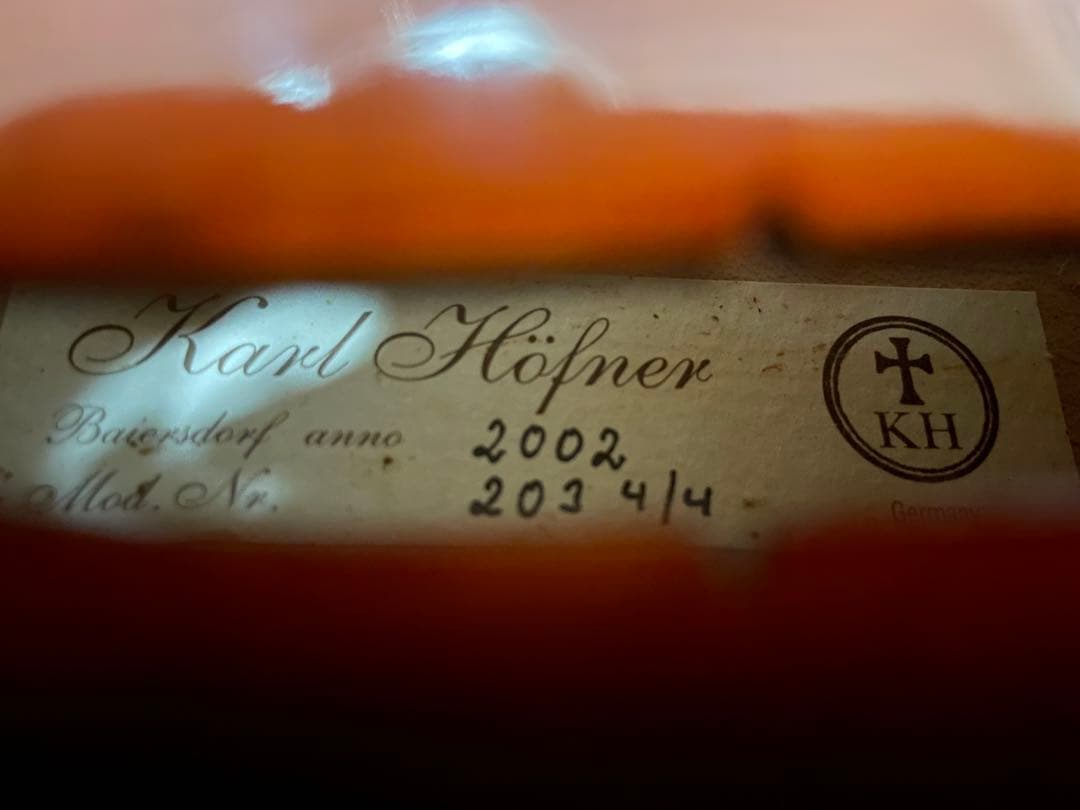 Karl Höfner
Baiersdorf anno 2002
Mod. Nr. 203 4/4
KH
Germany